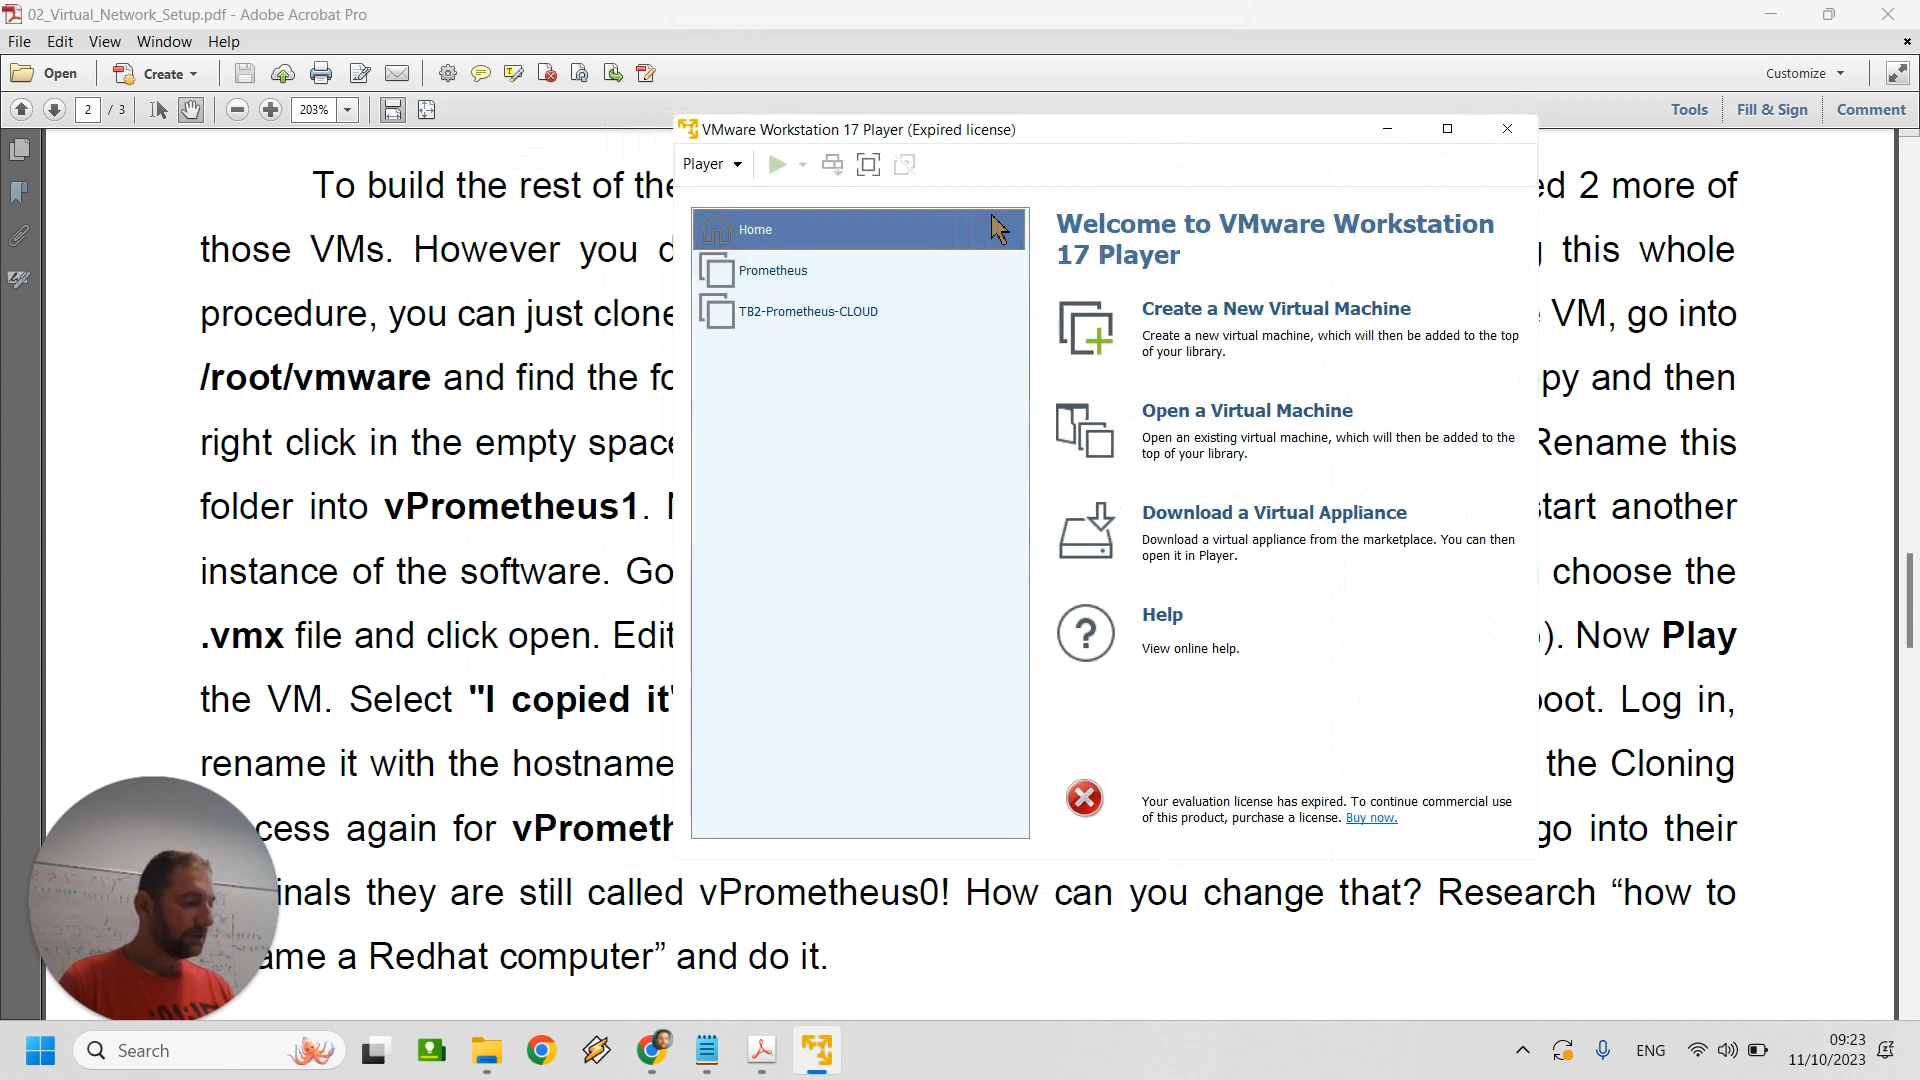 02_Virtual_Network_Setup.pdf - Adobe Acrobat Pro
File Edit View Window Help
Open Create Customize
2 / 3 203% Tools Fill & Sign Comment
VMware Workstation 17 Player (Expired license)
Player
Home
Prometheus
TB2-Prometheus-CLOUD
Welcome to VMware Workstation
17 Player
Create a New Virtual Machine
Create a new virtual machine, which will then be added to the top
of your library.
Open a Virtual Machine
Open an existing virtual machine, which will then be added to the
top of your library.
Download a Virtual Appliance
Download a virtual appliance from the marketplace. You can then
open it in Player.
Help
View online help.
Your evaluation license has expired. To continue commercial use
of this product, purchase a license. Buy now.
To build the rest of the 2 more of
those VMs. However you this whole
procedure, you can just clone VM, go into
/root/vmware and find the and then
right click in the empty space Rename this
folder into vPrometheus1. start another
instance of the software. Go choose the
.vmx file and click open. Edit Now Play
the VM. Select "I copied it" Log in,
rename it with the hostname the Cloning
again for go into their
they are still called vPrometheus0! How can you change that? Research “how to
a Redhat computer” and do it.
Search ENG 09:23
11/10/2023